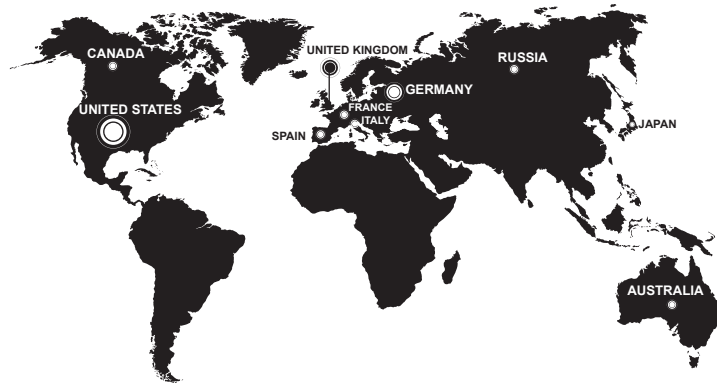 CANADA
UNITED KINGDOM
RUSSIA
UNITED STATES
GERMANY
FRANCE
ITALY
SPAIN
JAPAN
AUSTRALIA